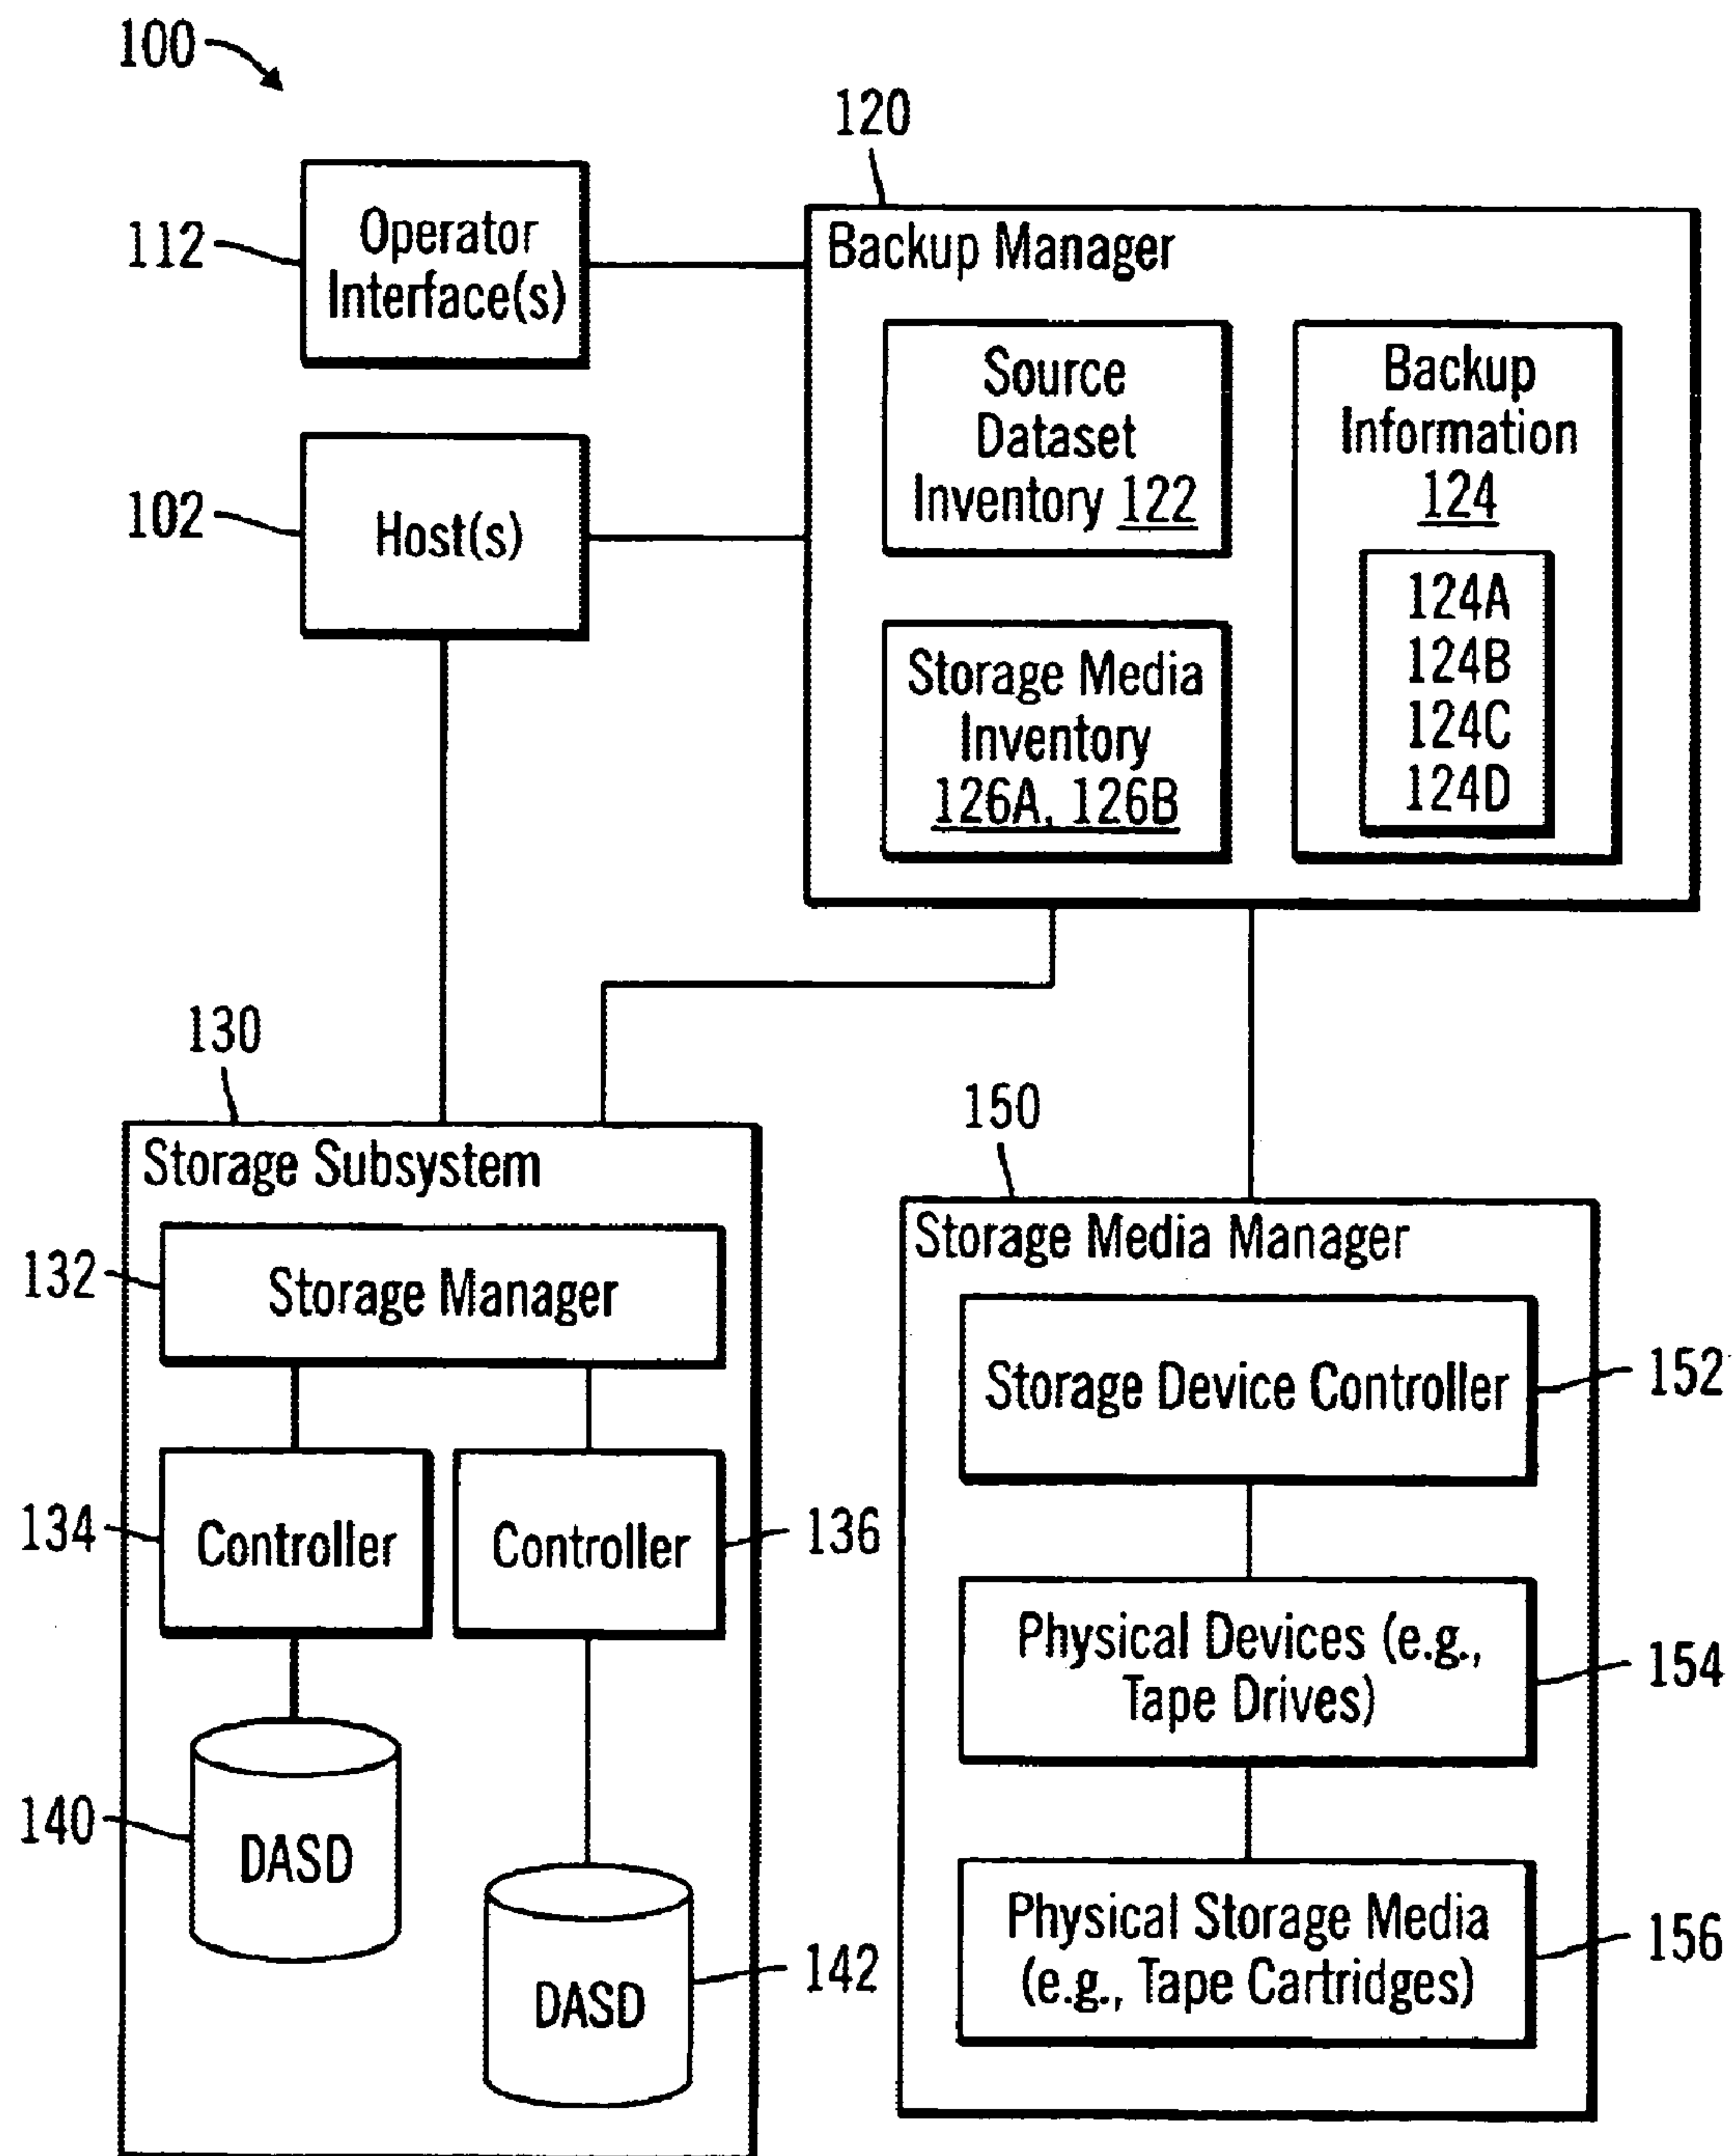 100
120
112
Operator
Interface(s)
Backup Manager
Source
Dataset
Inventory 122
Backup
Information
124
102
Host(s)
124A
124B
124C
124D
Storage Media
Inventory
126A, 126B
130
Storage Subsystem
132
Storage Manager
134
Controller
Controller
136
140
DASD
DASD
142
150
Storage Media Manager
Storage Device Controller
152
Physical Devices (e.g.,
Tape Drives)
154
Physical Storage Media
(e.g., Tape Cartridges)
156